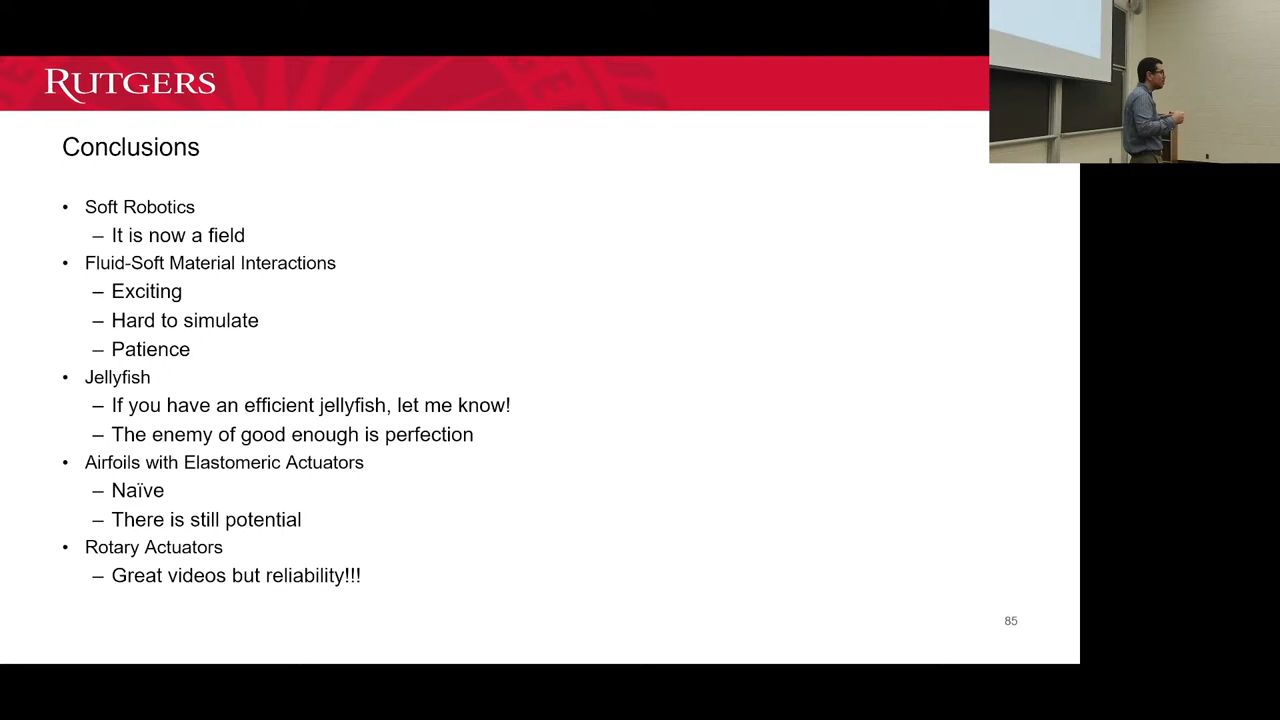 RUTGERS
Conclusions
• Soft Robotics
– It is now a field
• Fluid-Soft Material Interactions
– Exciting
– Hard to simulate
– Patience
• Jellyfish
– If you have an efficient jellyfish, let me know!
– The enemy of good enough is perfection
• Airfoils with Elastomeric Actuators
– Naïve
– There is still potential
• Rotary Actuators
– Great videos but reliability!!!
85